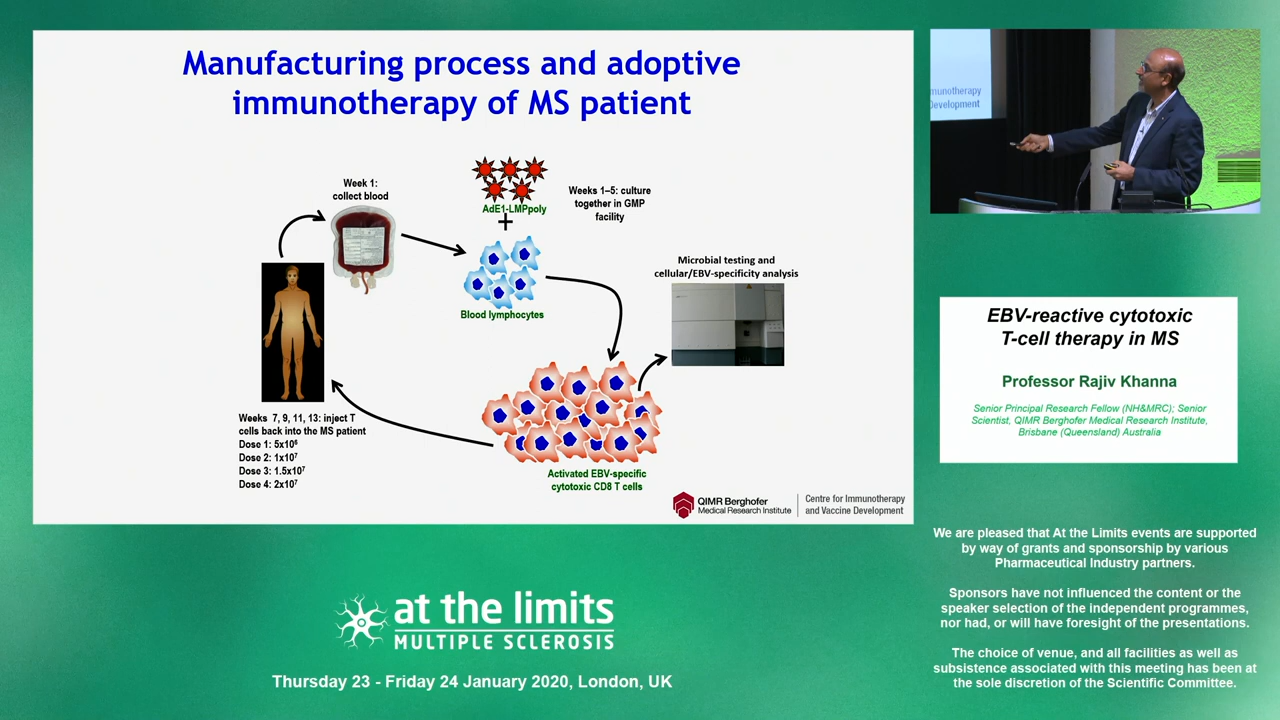 Manufacturing process and adoptive
immunotherapy of MS patient
Week 1:
collect blood
AdE1-LMPpoly
+
Weeks 1–5: culture
together in GMP
facility
Blood lymphocytes
Microbial testing and
cellular/EBV-specificity analysis
Weeks 7, 9, 11, 13: inject T
cells back into the MS patient
Dose 1: 5x10⁶
Dose 2: 1x10⁷
Dose 3: 1.5x10⁷
Dose 4: 2x10⁷
Activated EBV-specific
cytotoxic CD8 T cells
QIMR Berghofer
Medical Research Institute
Centre for Immunotherapy
and Vaccine Development
munotherapy
Development
EBV-reactive cytotoxic
T-cell therapy in MS
Professor Rajiv Khanna
Senior Principal Research Fellow (NH&MRC); Senior
Scientist, QIMR Berghofer Medical Research Institute,
Brisbane (Queensland) Australia
We are pleased that At the Limits events are supported
by way of grants and sponsorship by various
Pharmaceutical Industry partners.
Sponsors have not influenced the content or the
speaker selection of the independent programmes,
nor had, or will have foresight of the presentations.
The choice of venue, and all facilities as well as
subsistence associated with this meeting has been at
the sole discretion of the Scientific Committee.
at the limits
MULTIPLE SCLEROSIS
Thursday 23 - Friday 24 January 2020, London, UK